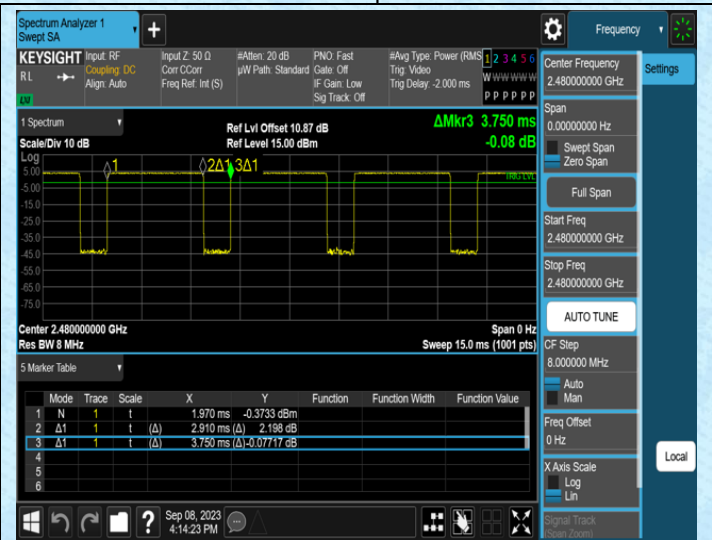 Spectrum Analyzer 1
Swept SA
+
Frequency
KEYSIGHT
RL
LXI
Input: RF
Coupling: DC
Align: Auto
Input Z: 50 Ω
Corr CCorr
Freq Ref: Int (S)
#Atten: 20 dB
µW Path: Standard
PNO: Fast
Gate: Off
IF Gain: Low
Sig Track: Off
#Avg Type: Power (RMS
Trig: Video
Trig Delay: -2.000 ms
1 2 3 4 5 6
W W W W W W
P P P P P P
1 Spectrum
Scale/Div 10 dB
Ref Lvl Offset 10.87 dB
Ref Level 15.00 dBm
ΔMkr3 3.750 ms
-0.08 dB
Log
1
2Δ1
3Δ1
TRIG LVL
5.00
-5.00
-15.0
-25.0
-35.0
-45.0
-55.0
-65.0
-75.0
Center 2.480000000 GHz
Res BW 8 MHz
Span 0 Hz
Sweep 15.0 ms (1001 pts)
5 Marker Table
Mode Trace Scale X Y Function Function Width Function Value
1 N 1 t 1.970 ms -0.3733 dBm
2 Δ1 1 t (Δ) 2.910 ms (Δ) 2.198 dB
3 Δ1 1 t (Δ) 3.750 ms (Δ) -0.07717 dB
4
5
6
?
Sep 08, 2023
4:14:23 PM
Center Frequency
2.480000000 GHz
Span
0.00000000 Hz
Swept Span
Zero Span
Full Span
Start Freq
2.480000000 GHz
Stop Freq
2.480000000 GHz
AUTO TUNE
CF Step
8.000000 MHz
Auto
Man
Freq Offset
0 Hz
X Axis Scale
Log
Lin
Signal Track
(Span Zoom)
Settings
Local